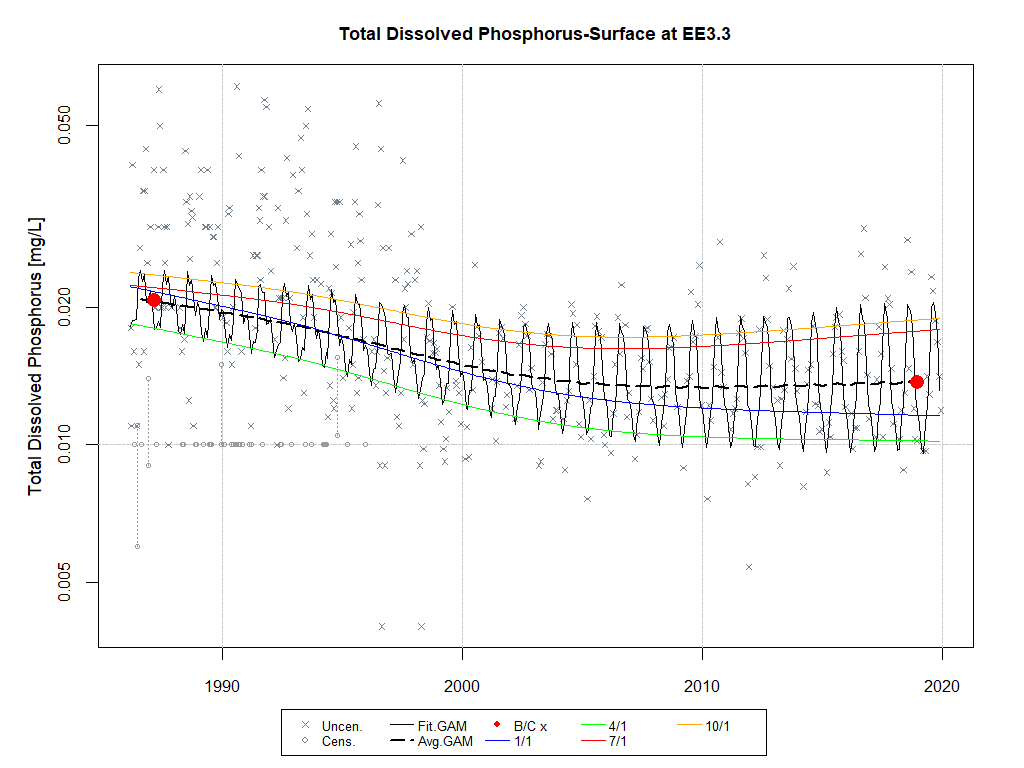 Total Dissolved Phosphorus-Surface at EE3.3
Total Dissolved Phosphorus [mg/L]
0.050
0.020
0.010
0.005
1990 2000 2010 2020
Uncen. Fit.GAM B/C x 4/1 10/1
Cens. Avg.GAM 1/1 7/1